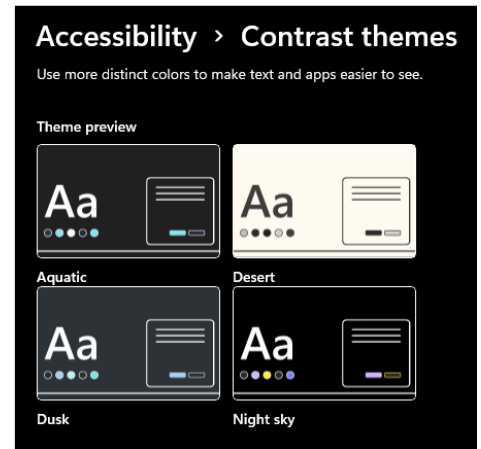 Accessibility > Contrast themes
Use more distinct colors to make text and apps easier to see.
Theme preview
Aa Aa
Aquatic Desert
Aa Aa
Dusk Night sky